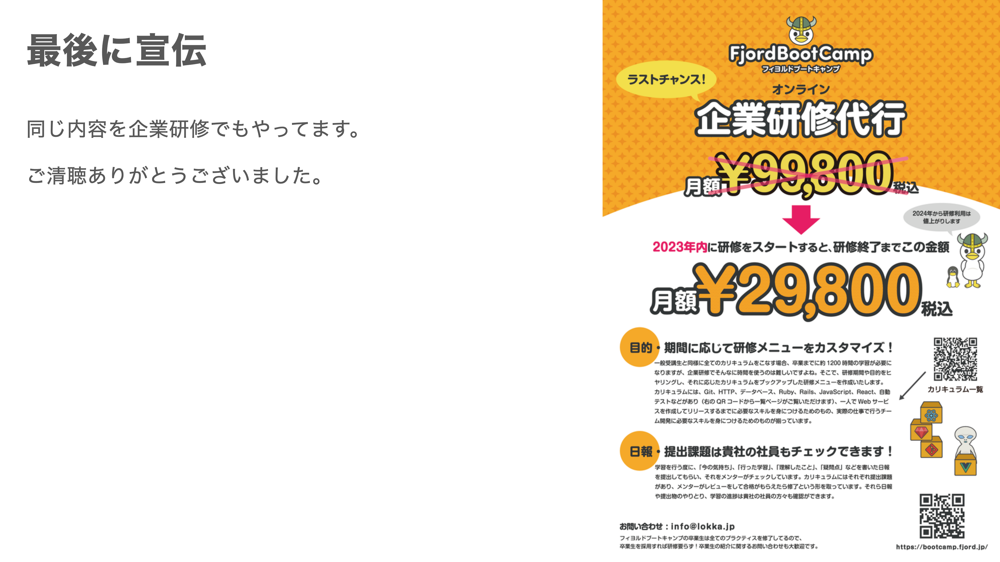 最後に宣伝
同じ内容を企業研修でもやってます。
ご清聴ありがとうございました。
FjordBootCamp
フィヨルドブートキャンプ
ラストチャンス!
オンライン
企業研修代行
月額¥99,800税込
2024年から研修利用は
値上がりします
2023年内に研修をスタートすると、研修終了までこの金額
月額¥29,800税込
目的・期間に応じて研修メニューをカスタマイズ！
一般受講生と同様に全てのカリキュラムをこなす場合、卒業までに約1200時間の学習が必要に
なりますが、企業研修でそんなに時間を使うのは難しいですよね。そこで、研修期間や目的をヒ
ヤリングし、それに応じたカリキュラムをブックアップした研修メニューを作成いたします。
カリキュラムには、Git、HTTP、データベース、Ruby、Rails、JavaScript、React、自動
テストなどがあり（右のQRコードから一覧ページがご覧いただけます）、一人でWebサービ
スを作成してリリースするまでに必要なスキルを身につけるためのもの、実際の仕事で行うチー
ム開発に必要なスキルを身につけるためのものが揃っています。
カリキュラム一覧
日報・提出課題は貴社の社員もチェックできます！
学習を行う度に、「今の気持ち」、「行った学習」、「理解したこと」、「疑問点」などを書いた日報
を提出してもらい、それをメンターがチェックしています。カリキュラムにはそれぞれ提出課題
があり、メンターがレビューをして合格がもらえたら修了という形を取っています。それら日報
や提出物のやりとり、学習の進捗は貴社の社員の方々も確認ができます。
お問い合わせ：info@lokka.jp
フィヨルドブートキャンプの卒業生は全てのプラクティスを修了してるので、
卒業生を採用すれば研修要らず！卒業生の紹介に関するお問い合わせも大歓迎です。
https://bootcamp.fjord.jp/